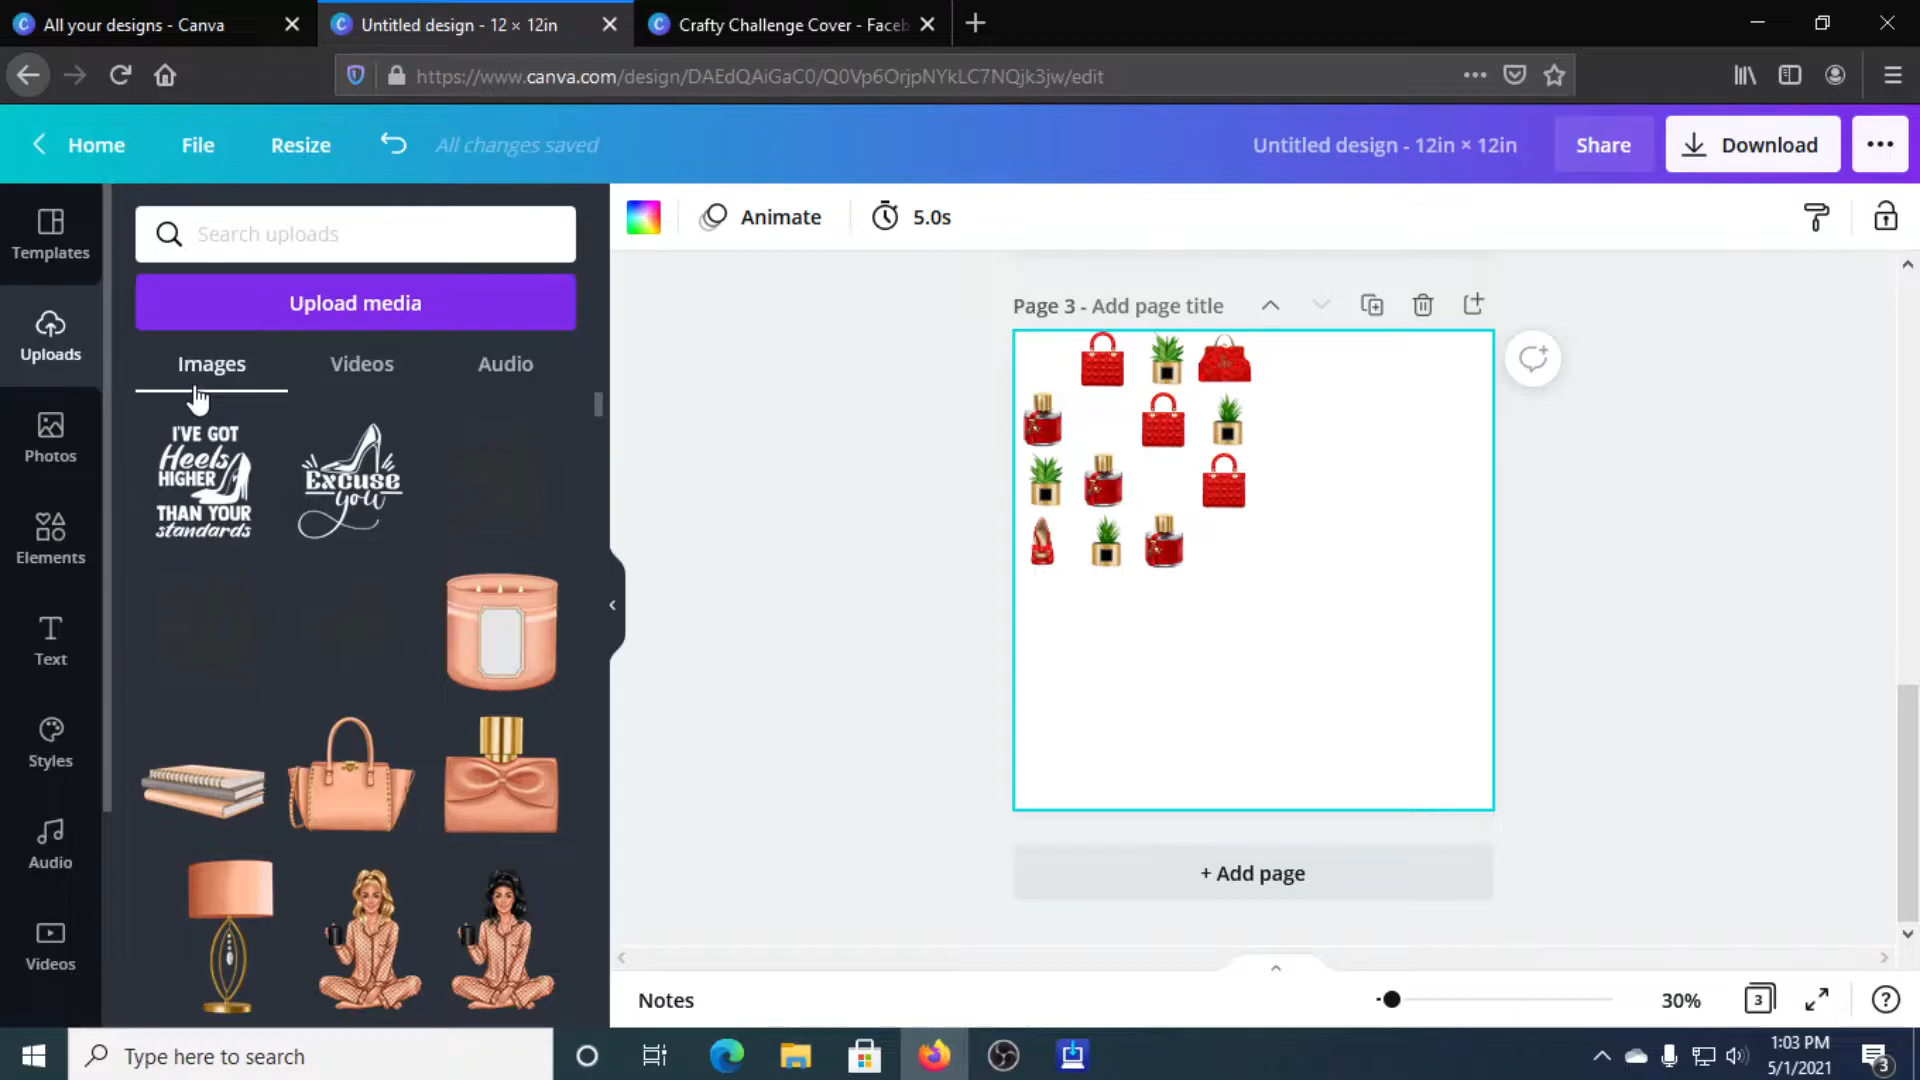 All your designs - Canva
Untitled design - 12 × 12in
Crafty Challenge Cover - Faceb
https://www.canva.com/design/DAEdQAiGaC0/Q0Vp6OrjpNYkLC7NQjk3jw/edit
Home
File
Resize
All changes saved
Untitled design - 12in × 12in
Share
Download
Templates
Uploads
Photos
Elements
Text
Styles
Audio
Videos
Search uploads
Upload media
Images
Videos
Audio
I'VE GOT
Heels
HIGHER
THAN YOUR
standards
Excuse
you
Animate
5.0s
Page 3 - Add page title
+ Add page
Notes
30%
3
Type here to search
1:03 PM
5/1/2021
3